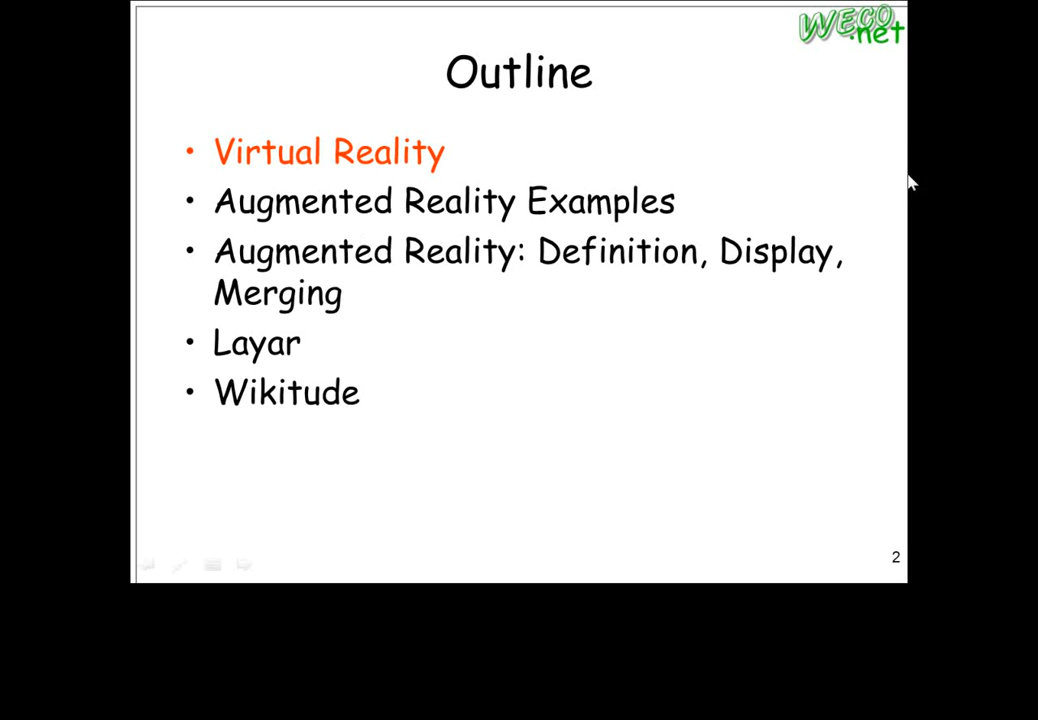 WECO
.net
Outline
• Virtual Reality
• Augmented Reality Examples
• Augmented Reality: Definition, Display,
Merging
• Layar
• Wikitude
2